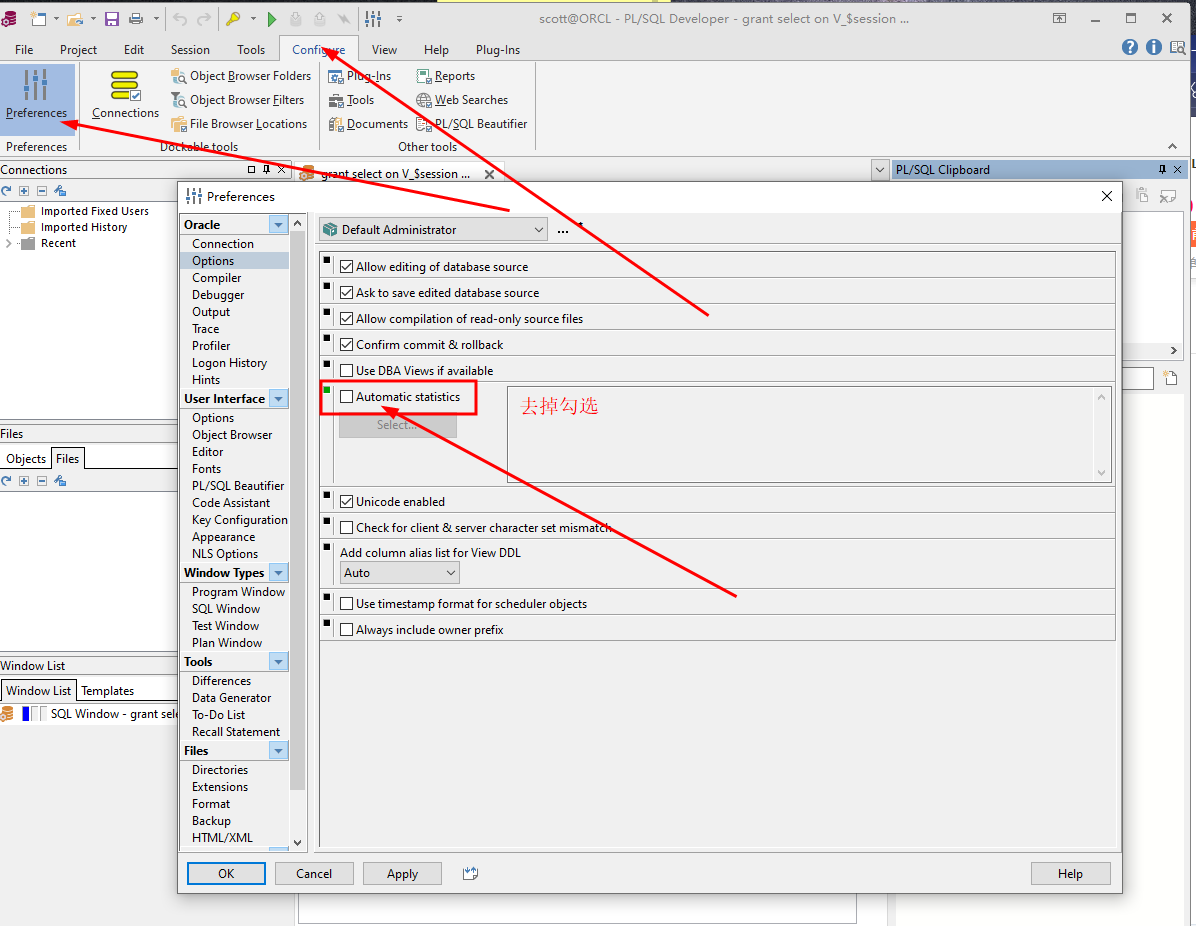 scott@ORCL - PL/SQL Developer - grant select on V_$session ...
File Project Edit Session Tools Configure View Help Plug-Ins
Preferences
Connections
Object Browser Folders
Object Browser Filters
File Browser Locations
Plug-Ins
Tools
Documents
Reports
Web Searches
PL/SQL Beautifier
Preferences
Dockable tools
Other tools
Connections
Imported Fixed Users
Imported History
Recent
grant select on V_$session ...
PL/SQL Clipboard
Files
Objects
Files
Window List
Window List
Templates
SQL Window - grant sele
Preferences
Oracle
Connection
Options
Compiler
Debugger
Output
Trace
Profiler
Logon History
Hints
User Interface
Options
Object Browser
Editor
Fonts
PL/SQL Beautifier
Code Assistant
Key Configuration
Appearance
NLS Options
Window Types
Program Window
SQL Window
Test Window
Plan Window
Tools
Differences
Data Generator
To-Do List
Recall Statement
Files
Directories
Extensions
Format
Backup
HTML/XML
Default Administrator
...
Allow editing of database source
Ask to save edited database source
Allow compilation of read-only source files
Confirm commit & rollback
Use DBA Views if available
Automatic statistics
Select...
去掉勾选
Unicode enabled
Check for client & server character set mismatch
Add column alias list for View DDL
Auto
Use timestamp format for scheduler objects
Always include owner prefix
OK
Cancel
Apply
Help